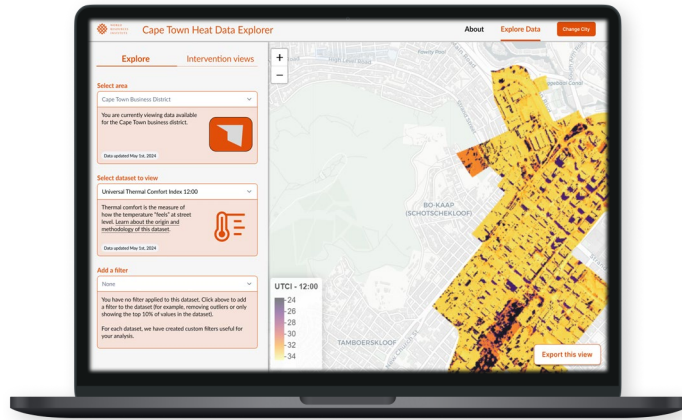 WORLD
RESOURCES
INSTITUTE
Cape Town Heat Data Explorer
About
Explore Data
Change City
Explore
Intervention views
Select area
Cape Town Business District
You are currently viewing data available
for the Cape Town business district.
Data updated May 1st, 2024
Select dataset to view
Universal Thermal Comfort Index 12:00
Thermal comfort is the measure of
how the temperature "feels" at street
level. Learn about the origin and
methodology of this dataset.
Data updated May 1st, 2024
Add a filter
None
You have no filter applied to this dataset. Click above to add
a filter to the dataset (for example, removing outliers or only
showing the top 10% of values in the dataset).
For each dataset, we have created custom filters useful for
your analysis.
+
−
High Level Road
BO-KAAP
(SCHOTSCHEKLOOF)
TAMBOERSKLOOF
UTCI - 12:00
24
26
28
30
32
34
Export this view